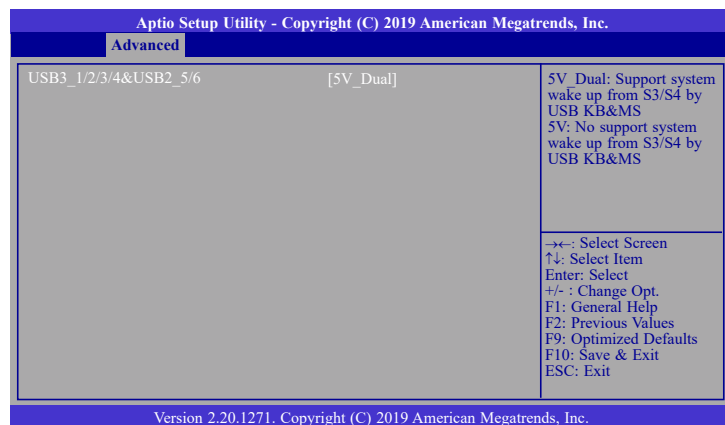 Aptio Setup Utility - Copyright (C) 2019 American Megatrends, Inc.
Advanced
USB3_1/2/3/4&USB2_5/6 [5V_Dual]
5V_Dual: Support system
wake up from S3/S4 by
USB KB&MS
5V: No support system
wake up from S3/S4 by
USB KB&MS
→←: Select Screen
↑↓: Select Item
Enter: Select
+/- : Change Opt.
F1: General Help
F2: Previous Values
F9: Optimized Defaults
F10: Save & Exit
ESC: Exit
Version 2.20.1271. Copyright (C) 2019 American Megatrends, Inc.